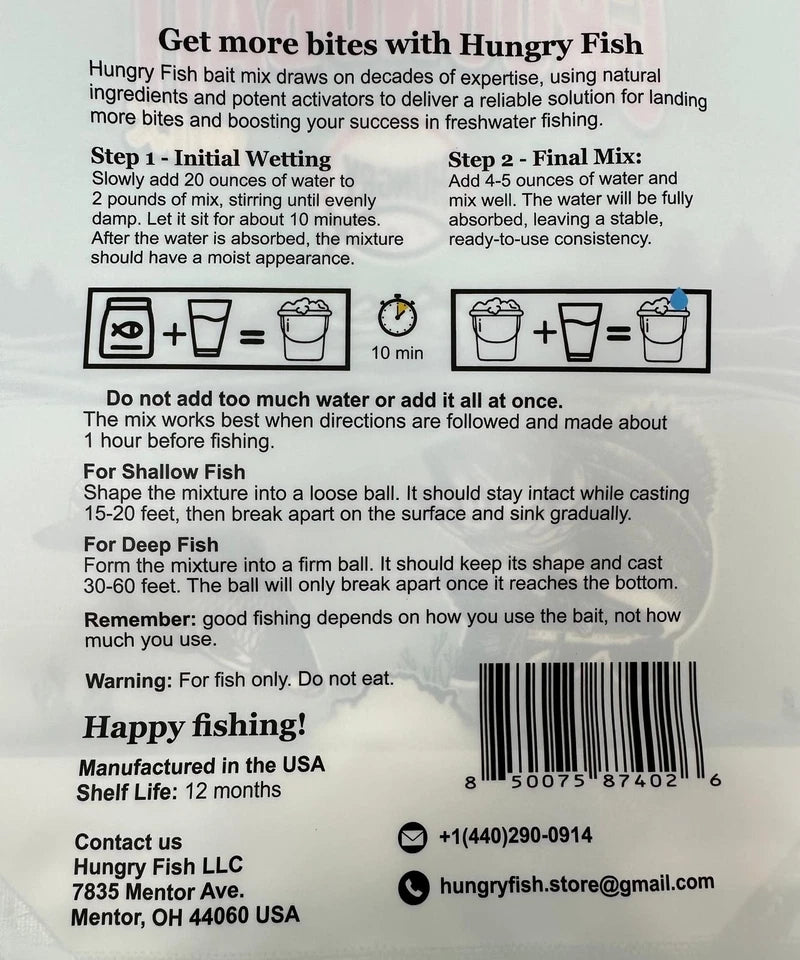 Get more bites with Hungry Fish
Hungry Fish bait mix draws on decades of expertise, using natural
ingredients and potent activators to deliver a reliable solution for landing
more bites and boosting your success in freshwater fishing.
Step 1 - Initial Wetting
Slowly add 20 ounces of water to
2 pounds of mix, stirring until evenly
damp. Let it sit for about 10 minutes.
After the water is absorbed, the mixture
should have a moist appearance.
Step 2 - Final Mix:
Add 4-5 ounces of water and
mix well. The water will be fully
absorbed, leaving a stable,
ready-to-use consistency.
+ =
10 min
+ =
Do not add too much water or add it all at once.
The mix works best when directions are followed and made about
1 hour before fishing.
For Shallow Fish
Shape the mixture into a loose ball. It should stay intact while casting
15-20 feet, then break apart on the surface and sink gradually.
For Deep Fish
Form the mixture into a firm ball. It should keep its shape and cast
30-60 feet. The ball will only break apart once it reaches the bottom.
Remember: good fishing depends on how you use the bait, not how
much you use.
Warning: For fish only. Do not eat.
Happy fishing!
Manufactured in the USA
Shelf Life: 12 months
8 50075 87402 6
Contact us
Hungry Fish LLC
7835 Mentor Ave.
Mentor, OH 44060 USA
+1(440)290-0914
hungryfish.store@gmail.com